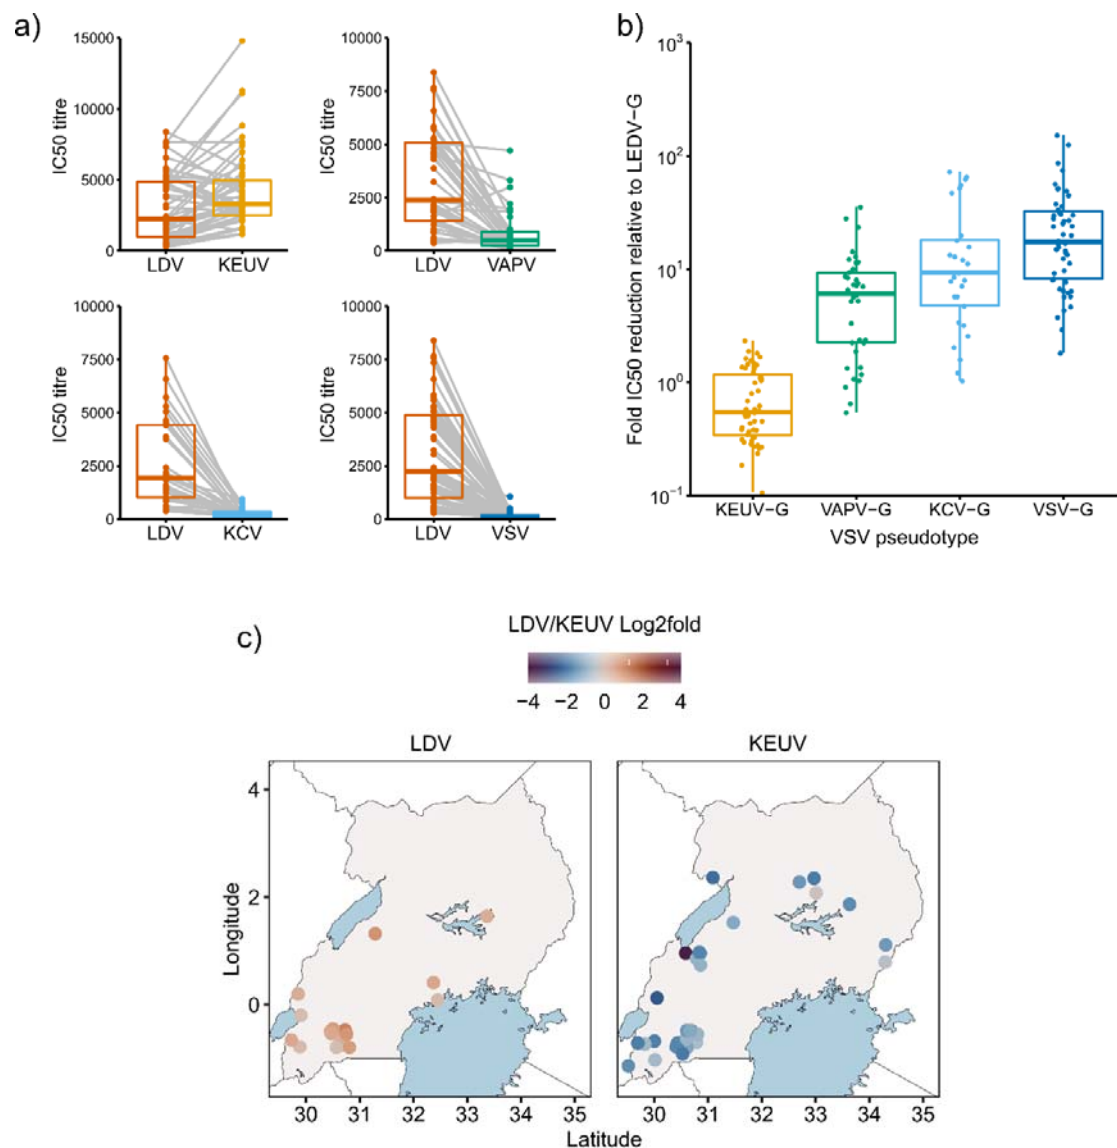 a)
15000
10000
5000
0
IC50 titre
LDV KEUV
10000
7500
5000
2500
0
IC50 titre
LDV VAPV
10000
7500
5000
2500
0
IC50 titre
LDV KCV
10000
7500
5000
2500
0
IC50 titre
LDV VSV
b)
10³
10²
10¹
10⁰
10⁻¹
Fold IC50 reduction relative to LEDV−G
KEUV−G VAPV−G KCV−G VSV−G
VSV pseudotype
c)
LDV/KEUV Log2fold
−4 −2 0 2 4
LDV KEUV
4
2
0
Longitude
30 31 32 33 34 35 30 31 32 33 34 35
Latitude